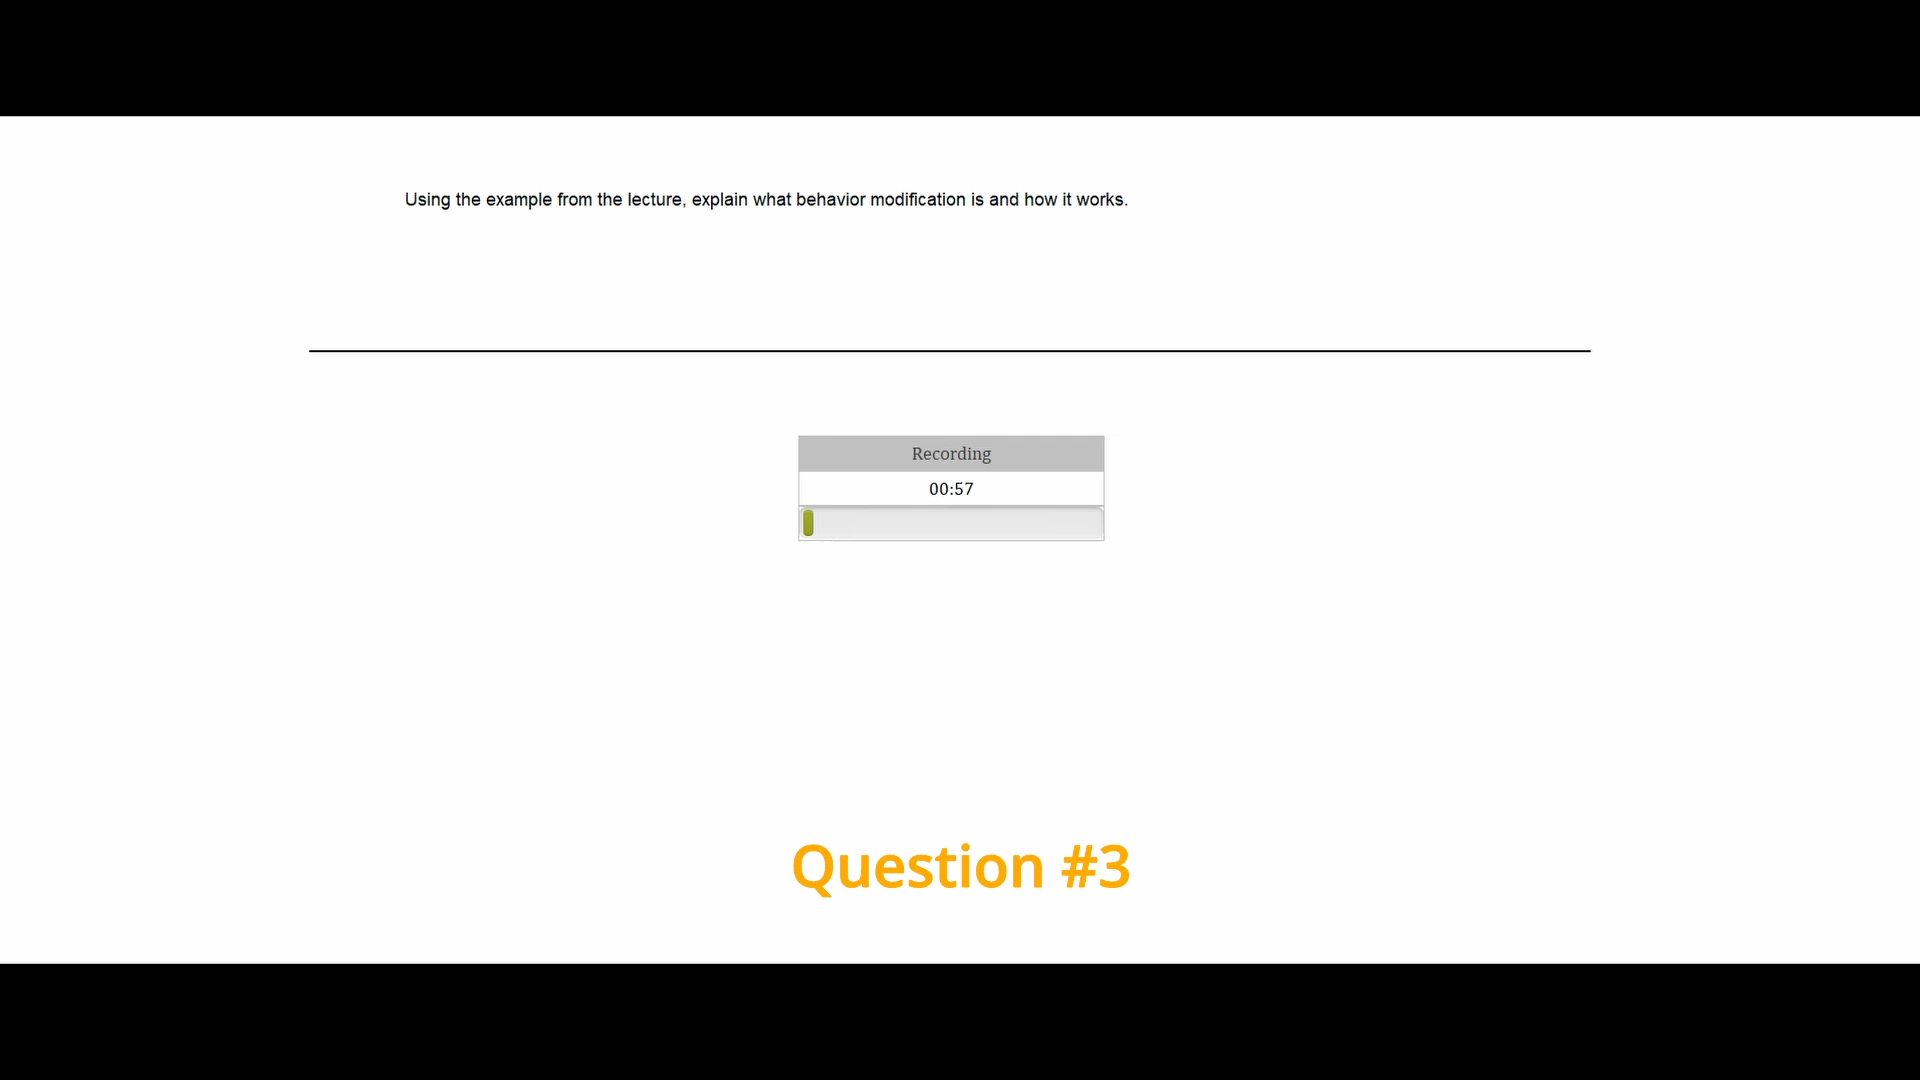 Using the example from the lecture, explain what behavior modification is and how it works.
Recording
00:57
Question #3